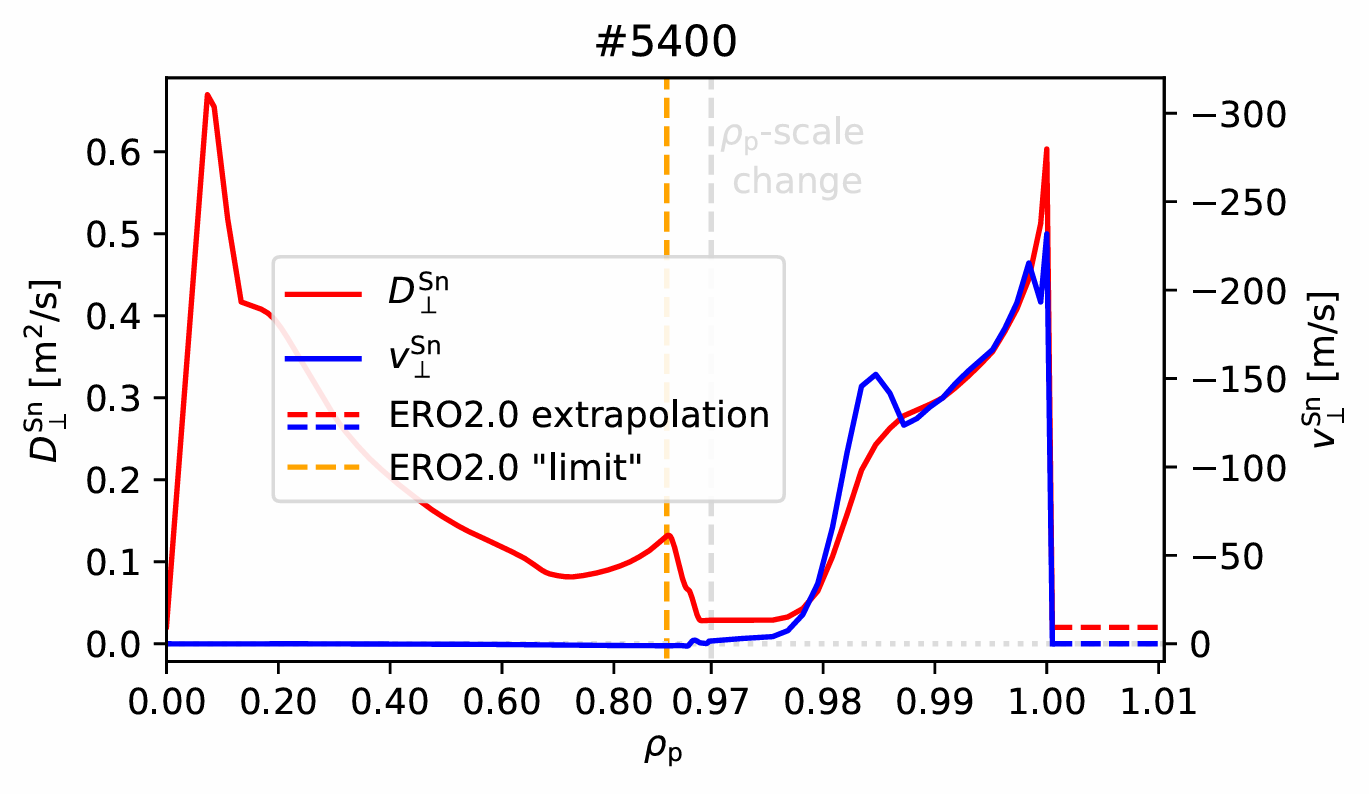 #5400
0.6
0.5
0.4
0.3
0.2
0.1
0.0
D⊥Sn [m2/s]
ρp-scale
change
D⊥Sn
v⊥Sn
ERO2.0 extrapolation
ERO2.0 "limit"
−300
−250
−200
−150
−100
−50
0
v⊥Sn [m/s]
0.00 0.20 0.40 0.60 0.80 0.97 0.98 0.99 1.00 1.01
ρp